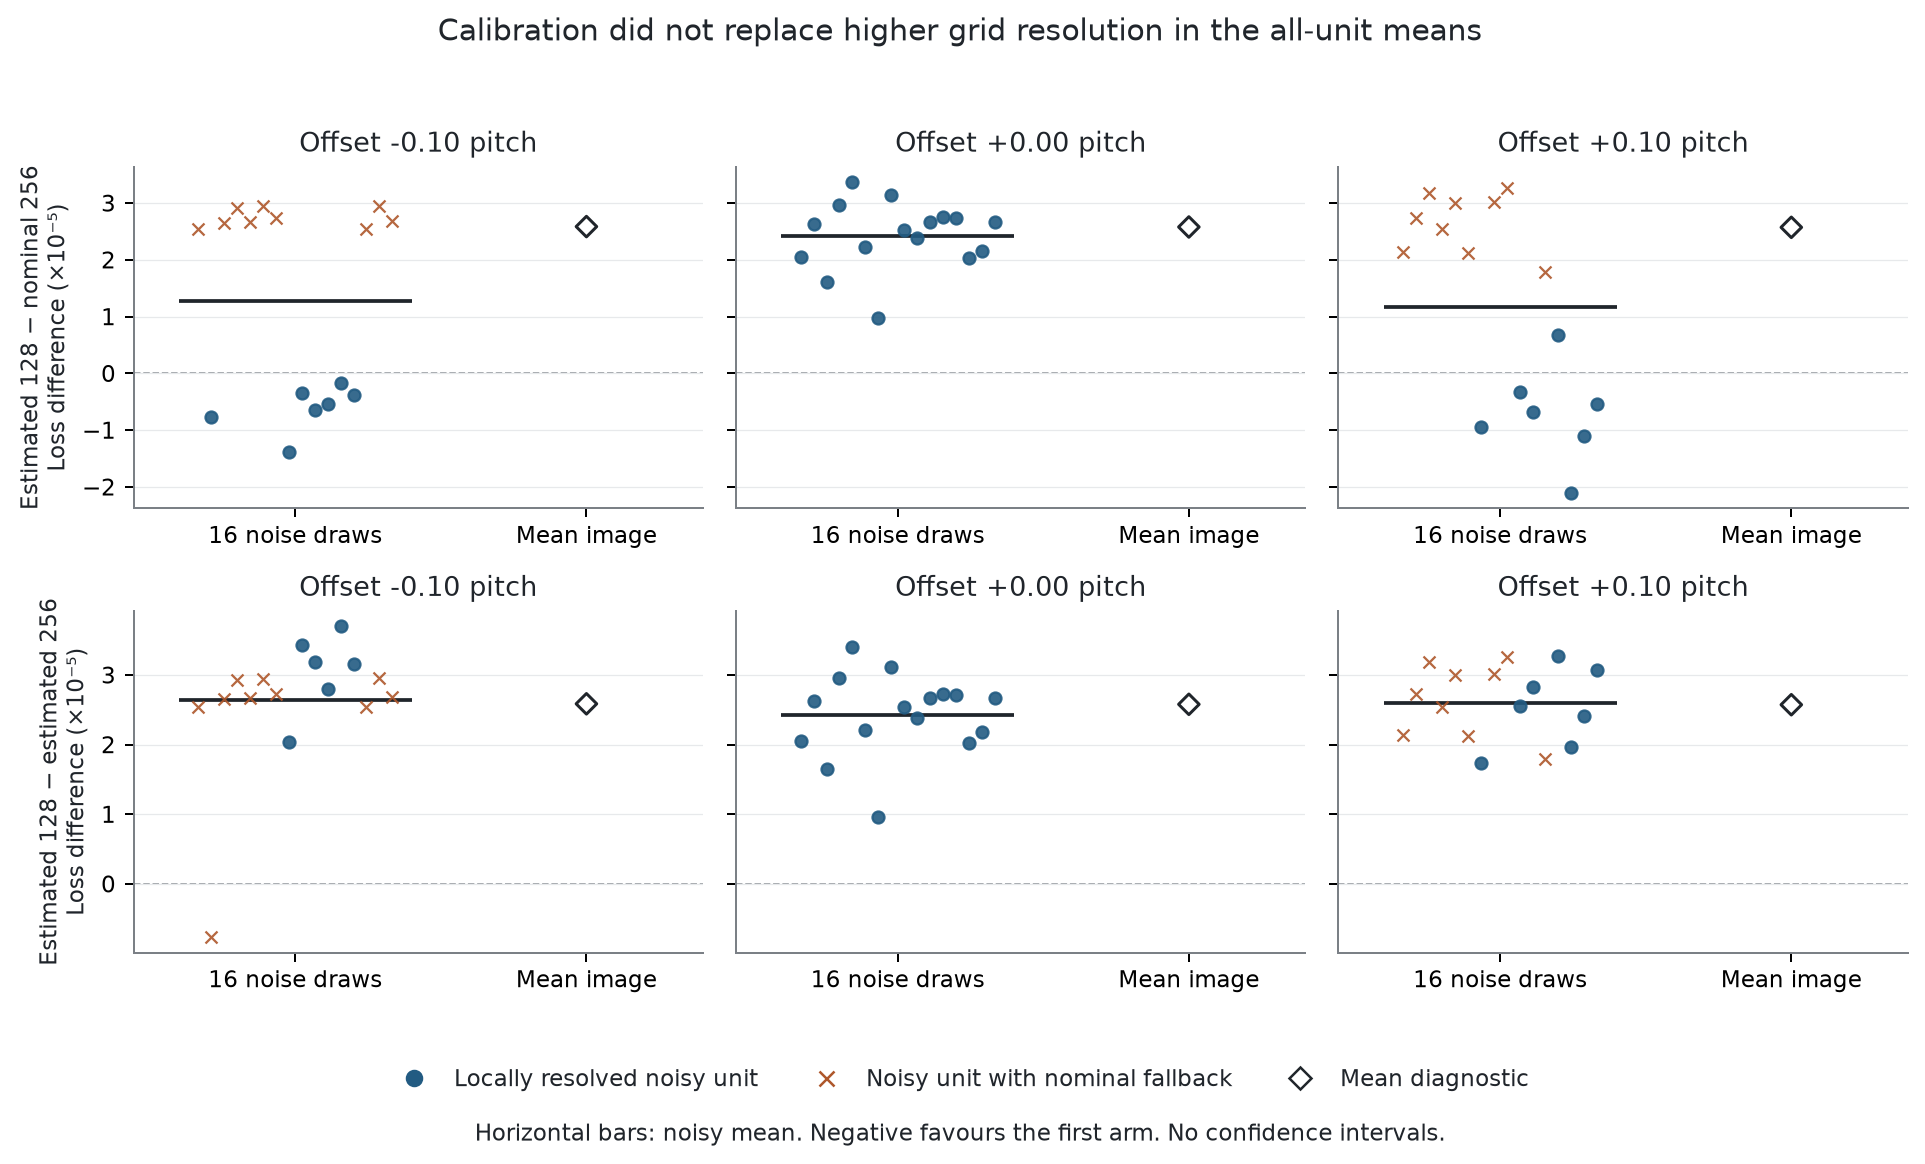 Calibration did not replace higher grid resolution in the all-unit means
Offset -0.10 pitch
Offset +0.00 pitch
Offset +0.10 pitch
Estimated 128 − nominal 256
Loss difference (×10⁻⁵)
3
2
1
0
−1
−2
16 noise draws
Mean image
16 noise draws
Mean image
16 noise draws
Mean image
Offset -0.10 pitch
Offset +0.00 pitch
Offset +0.10 pitch
Estimated 128 − estimated 256
Loss difference (×10⁻⁵)
3
2
1
0
16 noise draws
Mean image
16 noise draws
Mean image
16 noise draws
Mean image
Locally resolved noisy unit
Noisy unit with nominal fallback
Mean diagnostic
Horizontal bars: noisy mean. Negative favours the first arm. No confidence intervals.